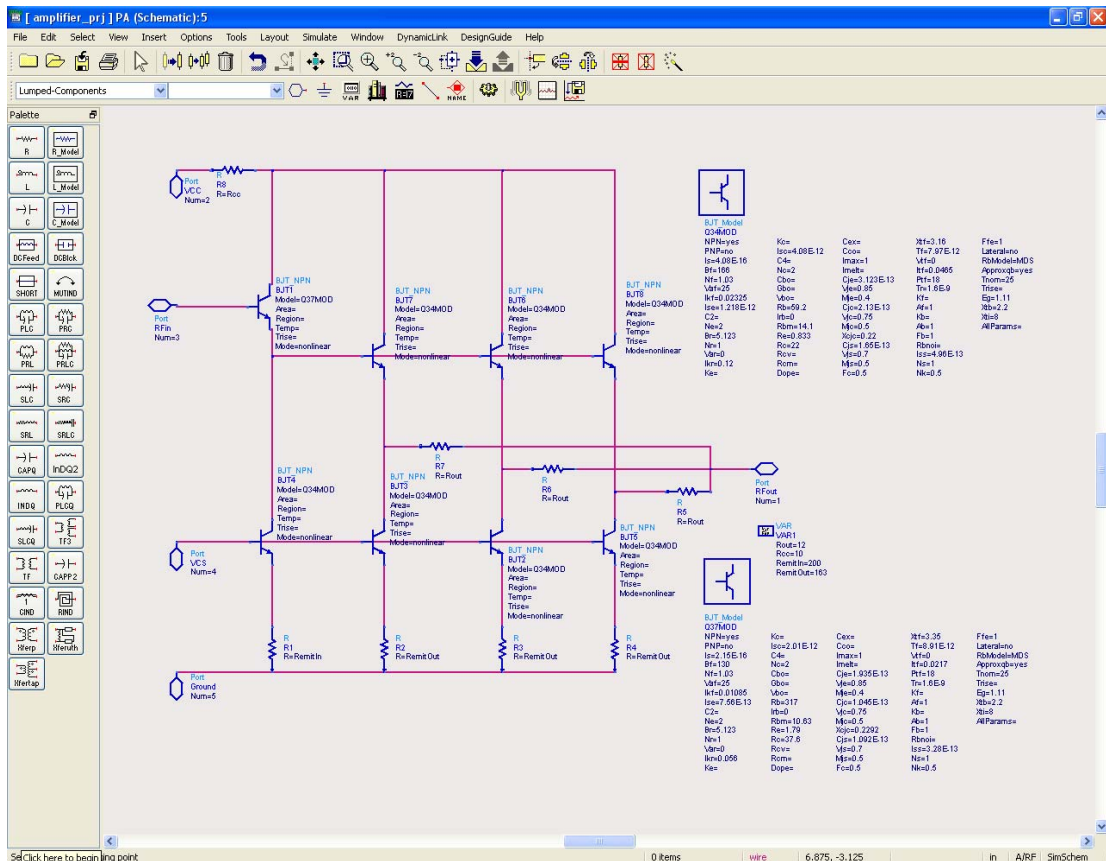 [ amplifier_prj ] PA (Schematic):5
File Edit Select View Insert Options Tools Layout Simulate Window DynamicLink DesignGuide Help
Lumped-Components
VAR
NAME
Palette
R
R_Model
L
L_Model
C
C_Model
DCFeed
DCBlck
SHORT
MUTIND
PLC
PRC
PRL
PRLC
SLC
SRC
SRL
SRLC
CAPQ
InDQ2
INDQ
PLCQ
SLCQ
TF3
TF
CAPP2
CIND
RIND
Xferp
Xferruth
Xfertap
Port
VCC
Num=2
R
R8
R=Rcc
Port
RFin
Num=3
BJT_NPN
BJT1
Model=Q37MOD
Area=
Region=
Temp=
Trise=
Mode=nonlinear
BJT_NPN
BJT7
Model=Q34MOD
Area=
Region=
Temp=
Trise=
Mode=nonlinear
BJT_NPN
BJT6
Model=Q34MOD
Area=
Region=
Temp=
Trise=
Mode=nonlinear
BJT_NPN
BJT8
Model=Q34MOD
Area=
Region=
Temp=
Trise=
Mode=nonlinear
R
R7
R=Rout
R
R6
R=Rout
R
R5
R=Rout
Port
RFout
Num=1
BJT_NPN
BJT4
Model=Q34MOD
Area=
Region=
Temp=
Trise=
Mode=nonlinear
BJT_NPN
BJT3
Model=Q34MOD
Area=
Region=
Temp=
Trise=
Mode=nonlinear
BJT_NPN
BJT2
Model=Q34MOD
Area=
Region=
Temp=
Trise=
Mode=nonlinear
BJT_NPN
BJT5
Model=Q34MOD
Area=
Region=
Temp=
Trise=
Mode=nonlinear
Port
VCS
Num=4
R
R1
R=RemitIn
R
R2
R=RemitOut
R
R3
R=RemitOut
R
R4
R=RemitOut
Port
Ground
Num=5
VAR
VAR1
Rout=12
Rcc=10
RemitIn=200
RemitOut=163
BJT_Model
Q34MOD
NPN=yes Kc= Cex= Xtf=3.16 Ffe=1
PNP=no Isc=4.08E-12 Cco= Tf=7.97E-12 Lateral=no
Is=4.08E-16 C4= Imax=1 Vtf=0 RbModel=MDS
Bf=166 Nc=2 Imelt= Itf=0.0465 Approxqb=yes
Nf=1.03 Cbo= Cje=3.123E-13 Ptf=18 Tnom=25
Vaf=25 Gbo= Vje=0.85 Tr=1.6E-9 Trise=
Ikf=0.02325 Vbo= Mje=0.4 Kf= Eg=1.11
Ise=1.218E-12 Rb=59.2 Cjc=2.13E-13 Af=1 Xtb=2.2
C2= Irb=0 Vjc=0.75 Kb= Xti=8
Ne=2 Rbm=14.1 Mjc=0.5 Ab=1 AllParams=
Br=5.123 Re=0.833 Xcjc=0.22 Fb=1
Nr=1 Rc=22 Cjs=1.65E-13 Rbnoi=
Var=0 Rcv= Vjs=0.7 Iss=4.96E-13
Ikr=0.12 Rcm= Mjs=0.5 Ns=1
Ke= Dope= Fc=0.5 Nk=0.5
BJT_Model
Q37MOD
NPN=yes Kc= Cex= Xtf=3.35 Ffe=1
PNP=no Isc=2.01E-12 Cco= Tf=8.91E-12 Lateral=no
Is=2.15E-16 C4= Imax=1 Vtf=0 RbModel=MDS
Bf=130 Nc=2 Imelt= Itf=0.0217 Approxqb=yes
Nf=1.03 Cbo= Cje=1.935E-13 Ptf=18 Tnom=25
Vaf=25 Gbo= Vje=0.85 Tr=1.6E-9 Trise=
Ikf=0.01085 Vbo= Mje=0.4 Kf= Eg=1.11
Ise=7.56E-13 Rb=317 Cjc=1.045E-13 Af=1 Xtb=2.2
C2= Irb=0 Vjc=0.75 Kb= Xti=8
Ne=2 Rbm=10.63 Mjc=0.5 Ab=1 AllParams=
Br=5.123 Re=1.79 Xcjc=0.2292 Fb=1
Nr=1 Rc=37.6 Cjs=1.092E-13 Rbnoi=
Var=0 Rcv= Vjs=0.7 Iss=3.28E-13
Ikr=0.056 Rcm= Mjs=0.5 Ns=1
Ke= Dope= Fc=0.5 Nk=0.5
Click here to begin
ing point 0 items wire 6.875, -3.125 in A/RF SimSchem